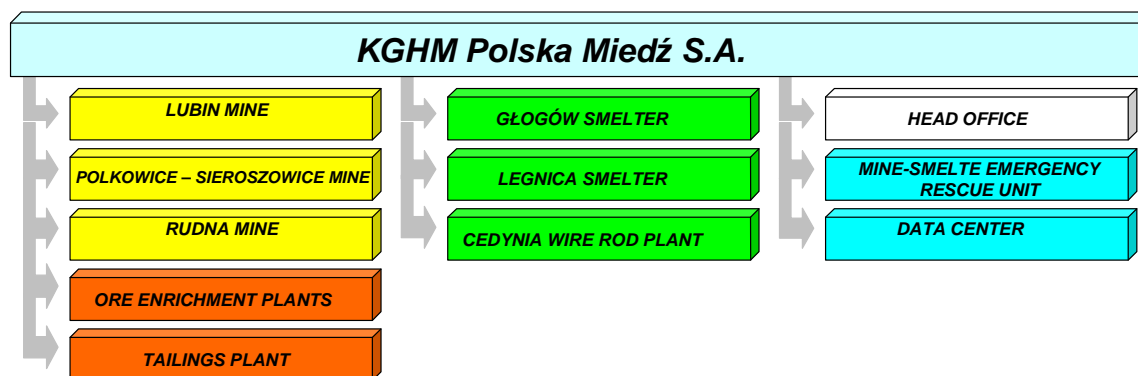 KGHM Polska Miedź S.A.
LUBIN MINE
POLKOWICE – SIEROSZOWICE MINE
RUDNA MINE
ORE ENRICHMENT PLANTS
TAILINGS PLANT
GŁOGÓW SMELTER
LEGNICA SMELTER
CEDYNIA WIRE ROD PLANT
HEAD OFFICE
MINE-SMELTE EMERGENCY
RESCUE UNIT
DATA CENTER